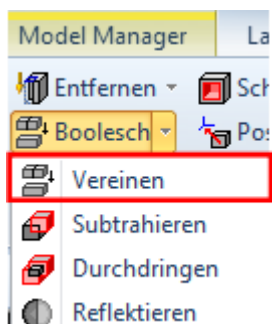 Model Manager La
Entfernen Sch
Boolesch Pos
Vereinen
Subtrahieren
Durchdringen
Reflektieren